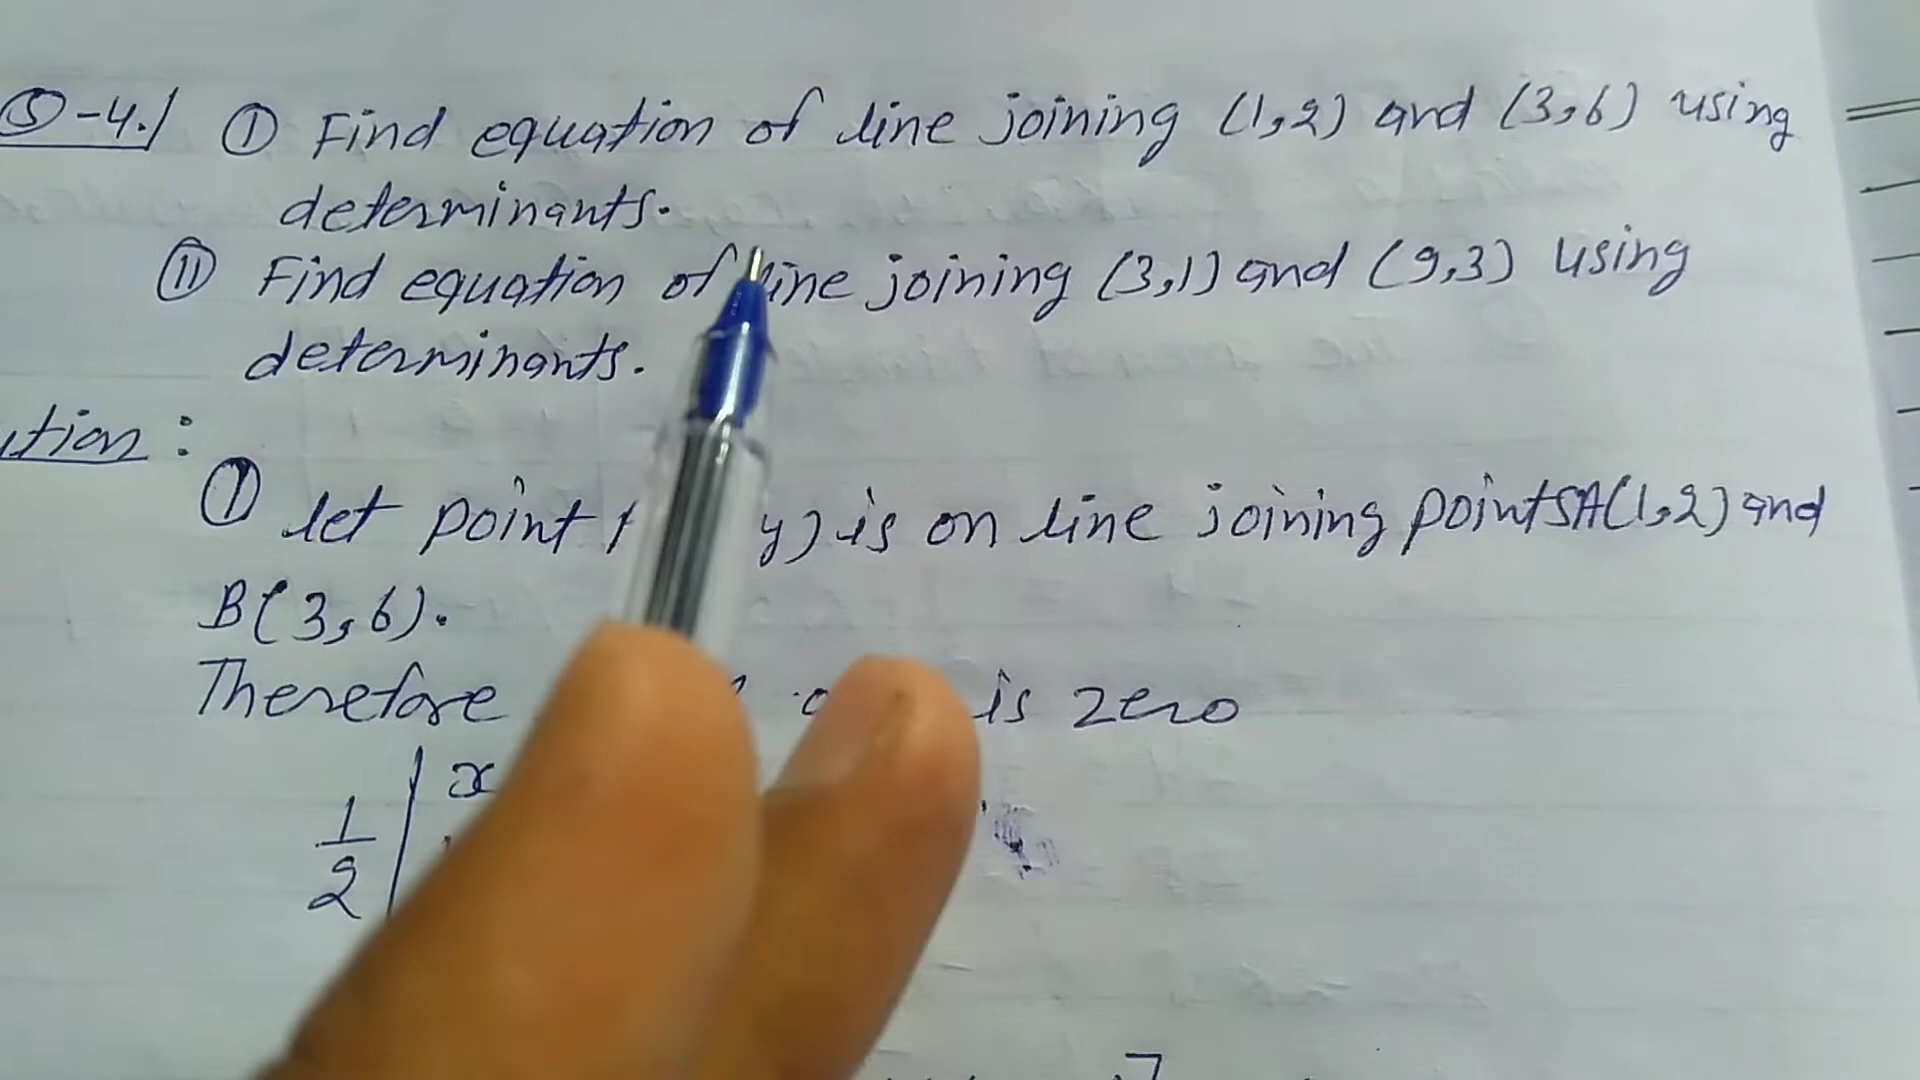 Q-4. ① Find equation of line joining (1,2) and (3,6) using
determinants.
ⓘⓘ Find equation of line joining (3,1) and (9,3) using
determinants.
ution :
① let point y) is on line joining points A(1,2) and
B(3,6).
Therefore is zero
1/2 | x